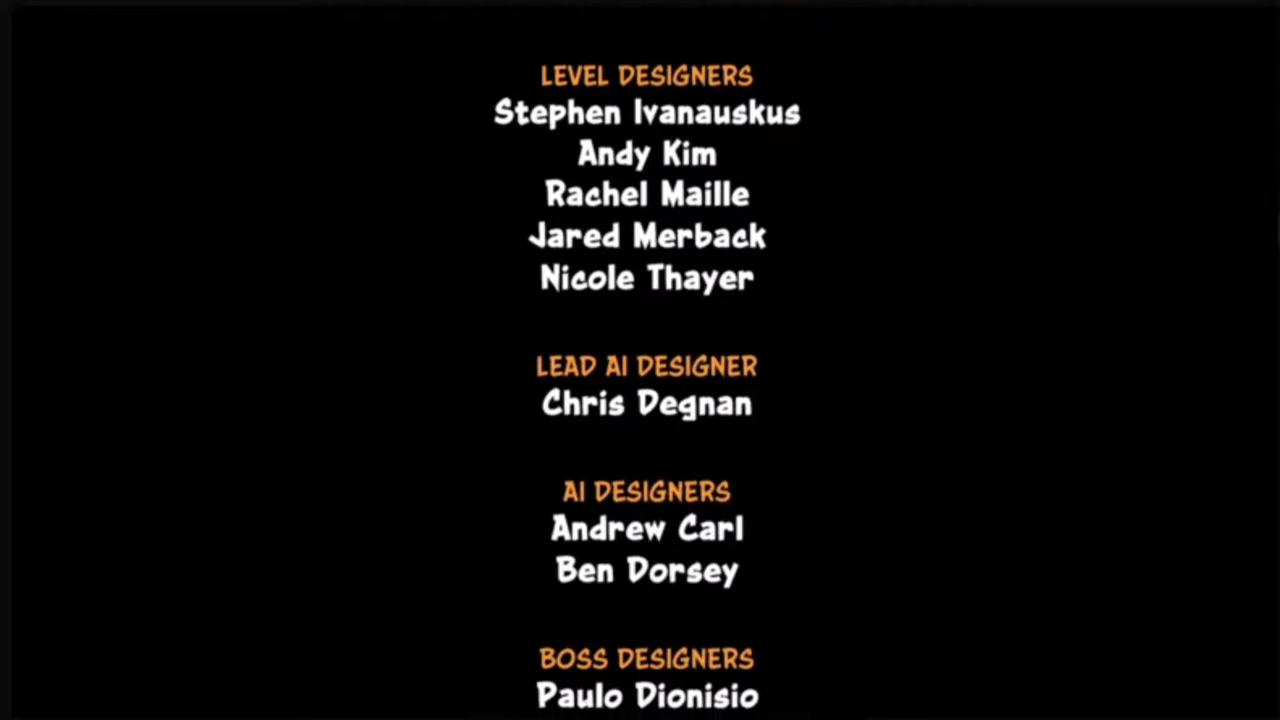 LEVEL DESIGNERS
Stephen Ivanauskus
Andy Kim
Rachel Maille
Jared Merback
Nicole Thayer
LEAD AI DESIGNER
Chris Degnan
AI DESIGNERS
Andrew Carl
Ben Dorsey
BOSS DESIGNERS
Paulo Dionisio